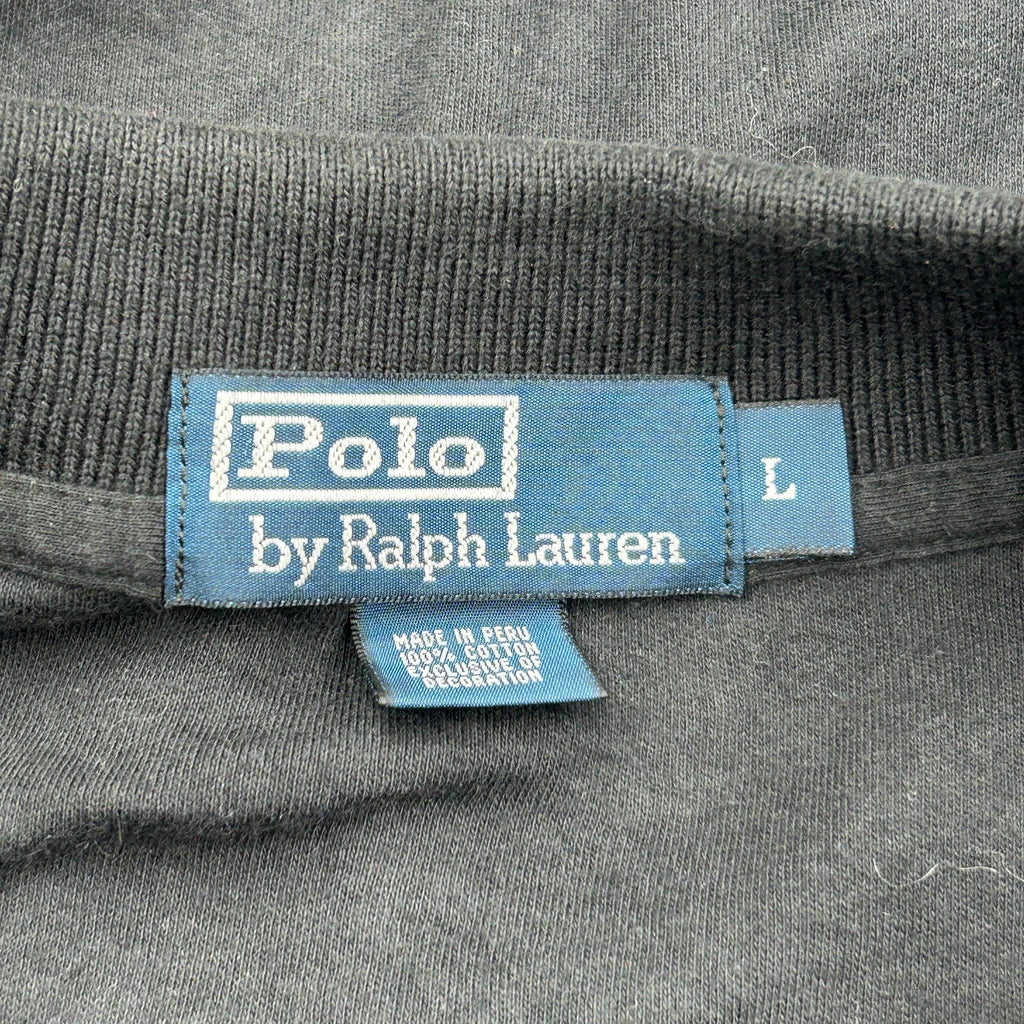 Polo
by Ralph Lauren
L
MADE IN PERU
100% COTTON
EXCLUSIVE OF
DECORATION